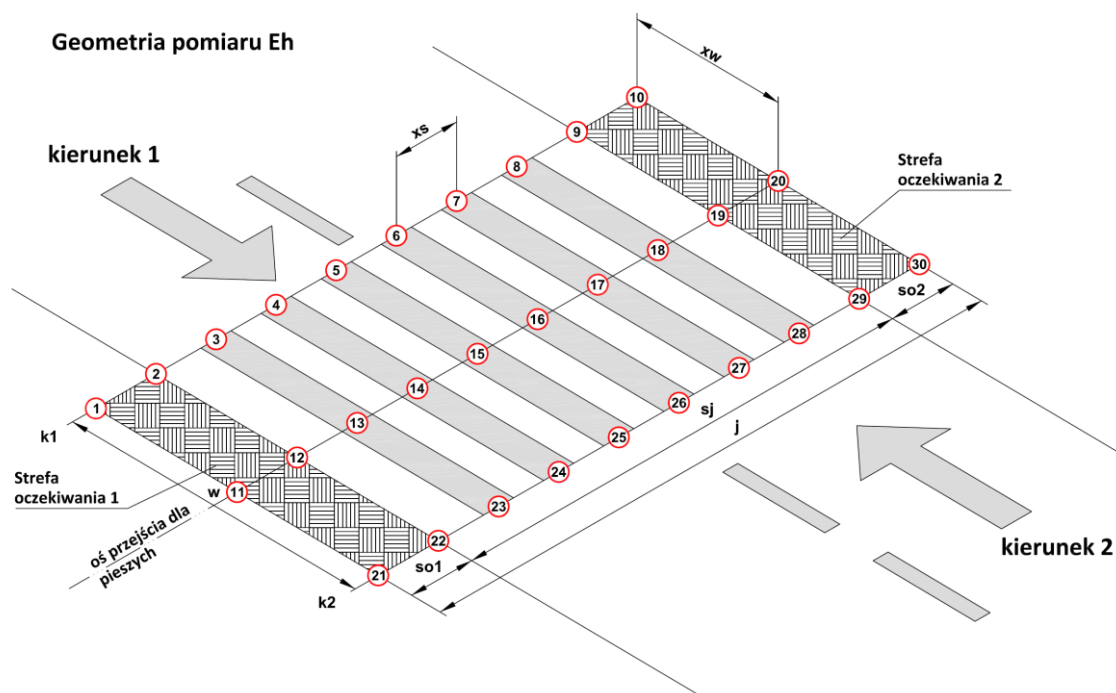 Geometria pomiaru Eh
xw
10
9
xs
kierunek 1
8
Strefa
oczekiwania 2
7
20
6
19
5
18
30
4
17
so2
29
3
16
28
2
15
27
1
14
26
sj
k1
13
25
j
12
24
Strefa
oczekiwania 1
w
11
23
oś przejścia dla
pieszych
22
kierunek 2
21
so1
k2